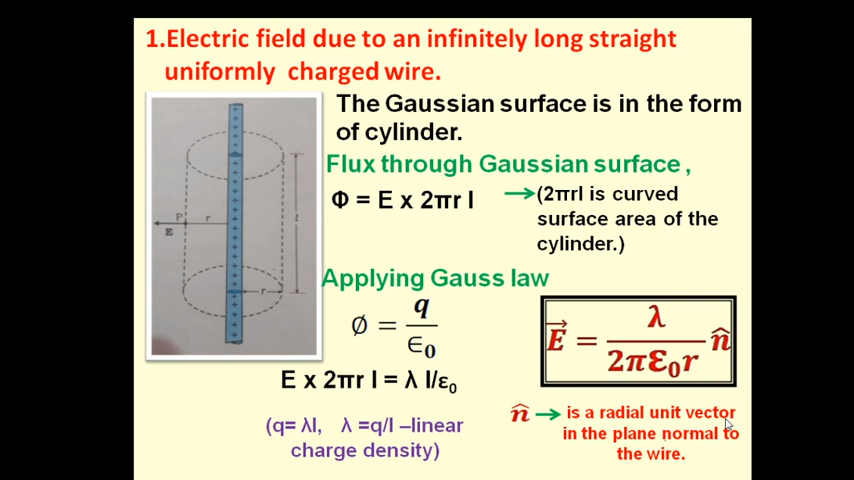 1.Electric field due to an infinitely long straight
uniformly charged wire.
The Gaussian surface is in the form
of cylinder.
Flux through Gaussian surface ,
Φ = E x 2πr l
(2πrl is curved
surface area of the
cylinder.)
P
r
E
l
r
Applying Gauss law
∅ = q/∈₀
E x 2πr l = λ l/ε₀
(q= λl, λ =q/l –linear
charge density)
E⃗ = λ/2πε₀r n̂
n̂ → is a radial unit vector
in the plane normal to
the wire.